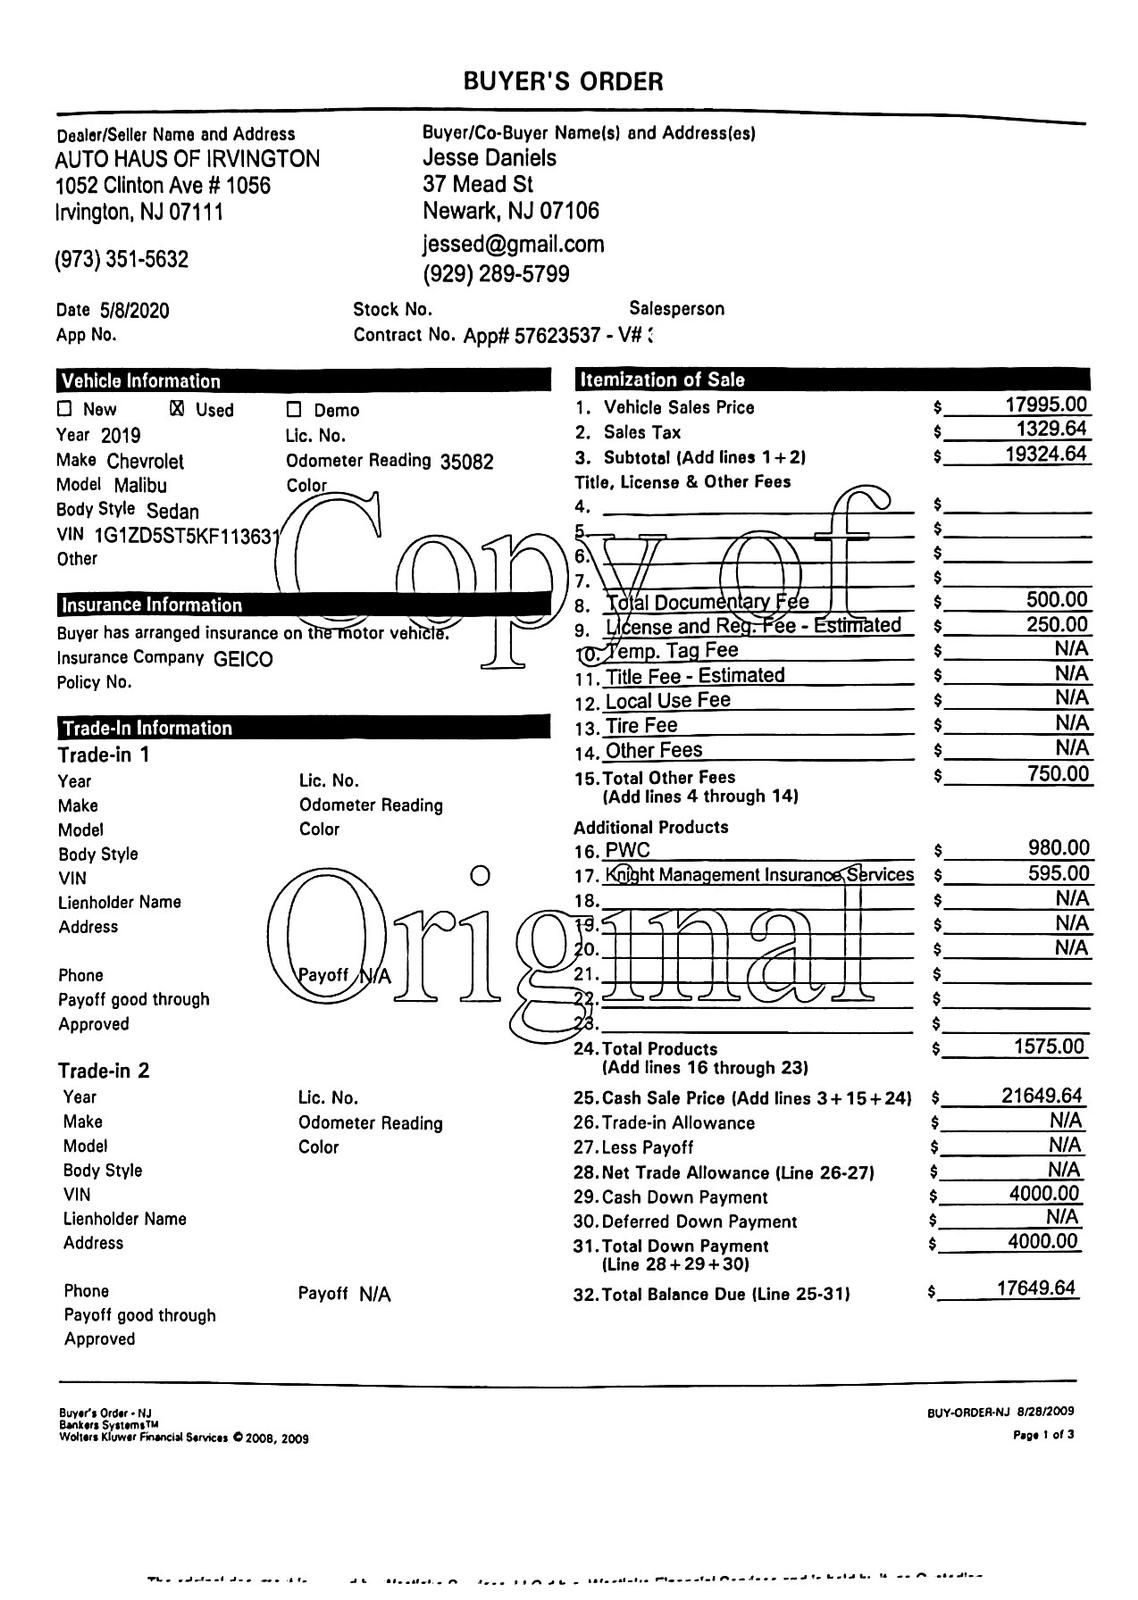 BUYER'S ORDER
Dealer/Seller Name and Address
AUTO HAUS OF IRVINGTON
1052 Clinton Ave # 1056
Irvington, NJ 07111
(973) 351-5632
Buyer/Co-Buyer Name(s) and Address(es)
Jesse Daniels
37 Mead St
Newark, NJ 07106
jessed@gmail.com
(929) 289-5799
Date 5/8/2020
Stock No.
Salesperson
App No.
Contract No. App# 57623537 - V#
Vehicle Information
☐ New ☒ Used ☐ Demo
Year 2019 Lic. No.
Make Chevrolet Odometer Reading 35082
Model Malibu Color
Body Style Sedan
VIN 1G1ZD5ST5KF113631
Other
Insurance Information
Buyer has arranged insurance on the motor vehicle.
Insurance Company GEICO
Policy No.
Trade-In Information
Trade-in 1
Year Lic. No.
Make Odometer Reading
Model Color
Body Style
VIN
Lienholder Name
Address
Phone Payoff N/A
Payoff good through
Approved
Trade-in 2
Year Lic. No.
Make Odometer Reading
Model Color
Body Style
VIN
Lienholder Name
Address
Phone Payoff N/A
Payoff good through
Approved
Itemization of Sale
1. Vehicle Sales Price $ 17995.00
2. Sales Tax $ 1329.64
3. Subtotal (Add lines 1+2) $ 19324.64
Title, License & Other Fees
4. $
5. $
6. $
7. $
8. Total Documentary Fee $ 500.00
9. License and Reg. Fee - Estimated $ 250.00
10. Temp. Tag Fee $ N/A
11. Title Fee - Estimated $ N/A
12. Local Use Fee $ N/A
13. Tire Fee $ N/A
14. Other Fees $ N/A
15. Total Other Fees $ 750.00
(Add lines 4 through 14)
Additional Products
16. PWC $ 980.00
17. Knight Management Insurance Services $ 595.00
18. $ N/A
19. $ N/A
20. $ N/A
21. $
22. $
23. $
24. Total Products $ 1575.00
(Add lines 16 through 23)
25. Cash Sale Price (Add lines 3+15+24) $ 21649.64
26. Trade-in Allowance $ N/A
27. Less Payoff $ N/A
28. Net Trade Allowance (Line 26-27) $ N/A
29. Cash Down Payment $ 4000.00
30. Deferred Down Payment $ N/A
31. Total Down Payment $ 4000.00
(Line 28+29+30)
32. Total Balance Due (Line 25-31) $ 17649.64
Copy of
Original
Buyer's Order - NJ
Bankers Systems™
Wolters Kluwer Financial Services © 2008, 2009
BUY-ORDER-NJ 8/28/2009
Page 1 of 3